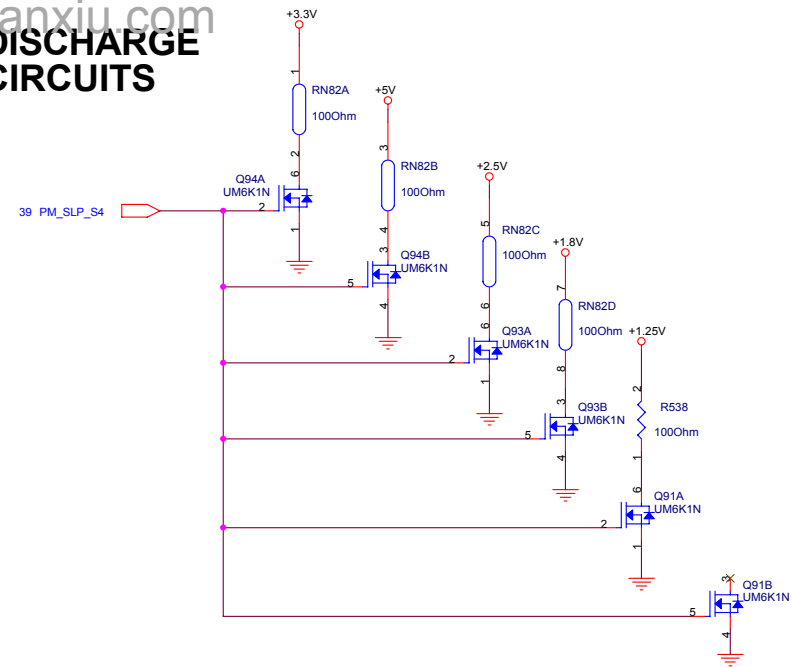 anxiu.com
DISCHARGE
CIRCUITS
+3.3V
1
RN82A
100Ohm
2
6
Q94A
UM6K1N
2
1
+5V
3
RN82B
100Ohm
4
3
Q94B
UM6K1N
5
4
+2.5V
5
RN82C
100Ohm
6
6
Q93A
UM6K1N
2
1
+1.8V
7
RN82D
100Ohm
8
3
Q93B
UM6K1N
5
4
+1.25V
2
R538
100Ohm
1
6
Q91A
UM6K1N
2
1
3
Q91B
UM6K1N
5
4
39 PM_SLP_S4